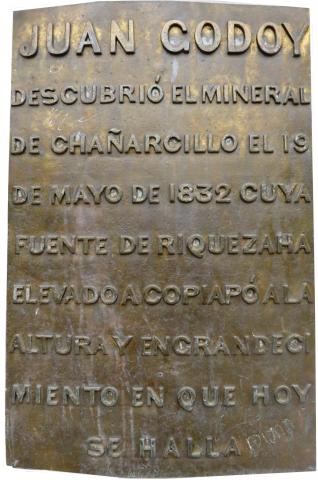 JUAN GODOY
DESCUBRIÓ EL MINERAL
DE CHAÑARCILLO EL 19
DE MAYO DE 1832 CUYA
FUENTE DE RIQUEZA HA
ELEVADO A COPIAPÓ A LA
ALTURA Y ENGRANDECI
MIENTO EN QUE HOY
SE HALLA